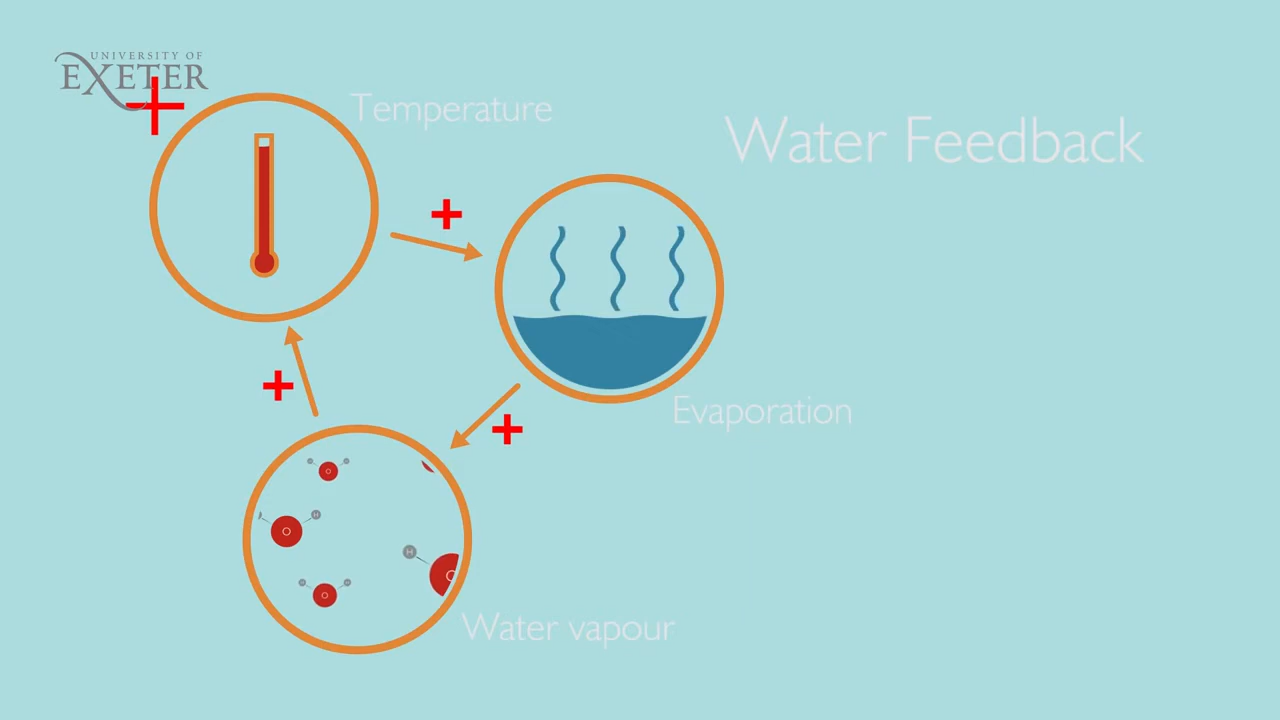 UNIVERSITY OF
EXETER
Temperature
Water Feedback
+
+
Evaporation
+
+
O
O
H
H
O
H
H
O
Water vapour